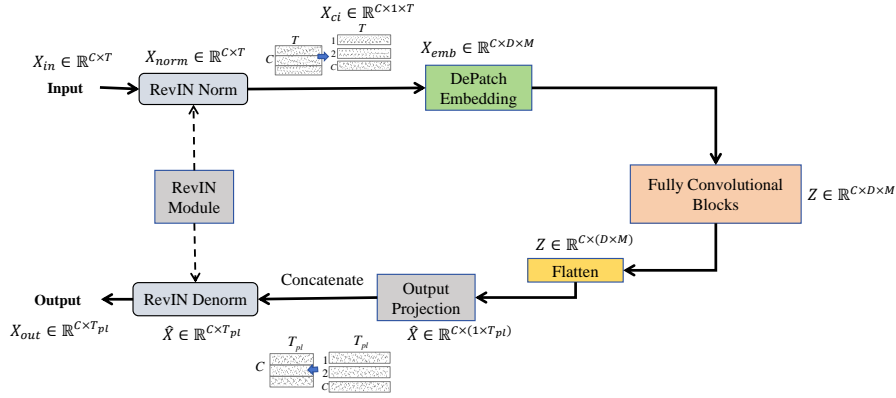 X_{ci} ∈ ℝ^{C×1×T}
T
T
X_{in} ∈ ℝ^{C×T}
X_{norm} ∈ ℝ^{C×T}
C
1
2
C
X_{emb} ∈ ℝ^{C×D×M}
Input
RevIN Norm
DePatch
Embedding
RevIN
Module
Fully Convolutional
Blocks
Z ∈ ℝ^{C×D×M}
Z ∈ ℝ^{C×(D×M)}
Flatten
Concatenate
Output
RevIN Denorm
Output
Projection
X_{out} ∈ ℝ^{C×T_{pl}}
X̂ ∈ ℝ^{C×T_{pl}}
X̂ ∈ ℝ^{C×(1×T_{pl})}
T_{pl}
T_{pl}
C
1
2
C